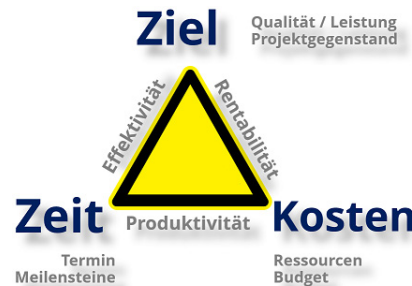 Ziel
Qualität / Leistung
Projektgegenstand
Effektivität
Rentabilität
Zeit
Produktivität
Kosten
Termin
Meilensteine
Ressourcen
Budget